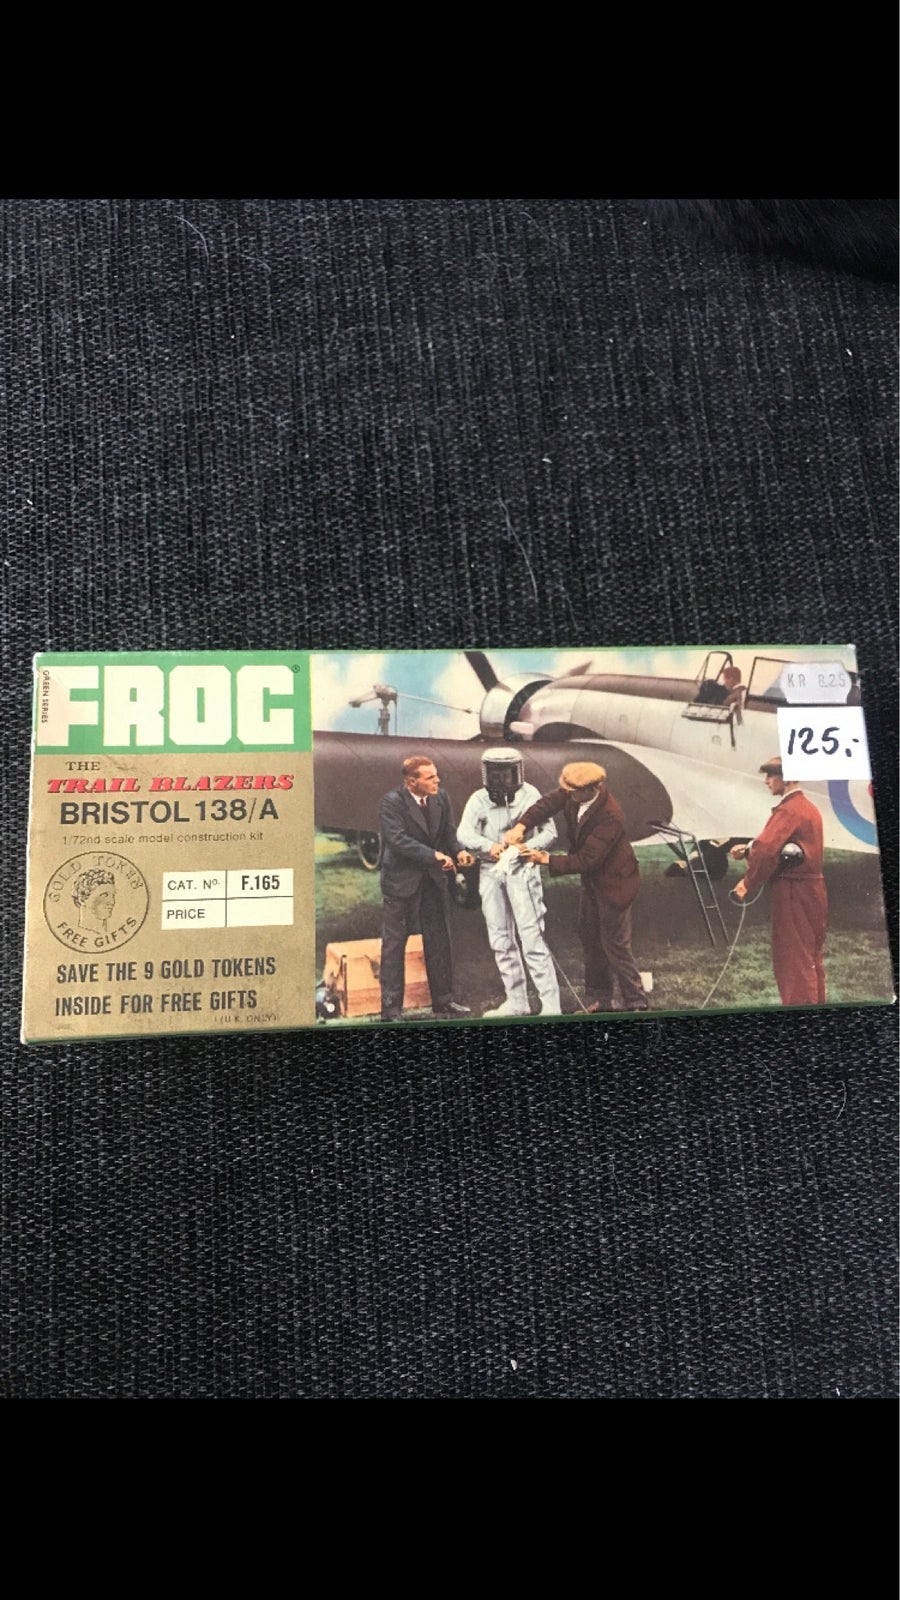 GREEN SERIES
FROG®
THE
TRAIL BLAZERS
BRISTOL 138/A
1/72nd scale model construction kit
GOLD TOKEN
FREE GIFTS
CAT. No. F.165
PRICE
SAVE THE 9 GOLD TOKENS
INSIDE FOR FREE GIFTS
(U.K. ONLY)
KR 8.25
125,-